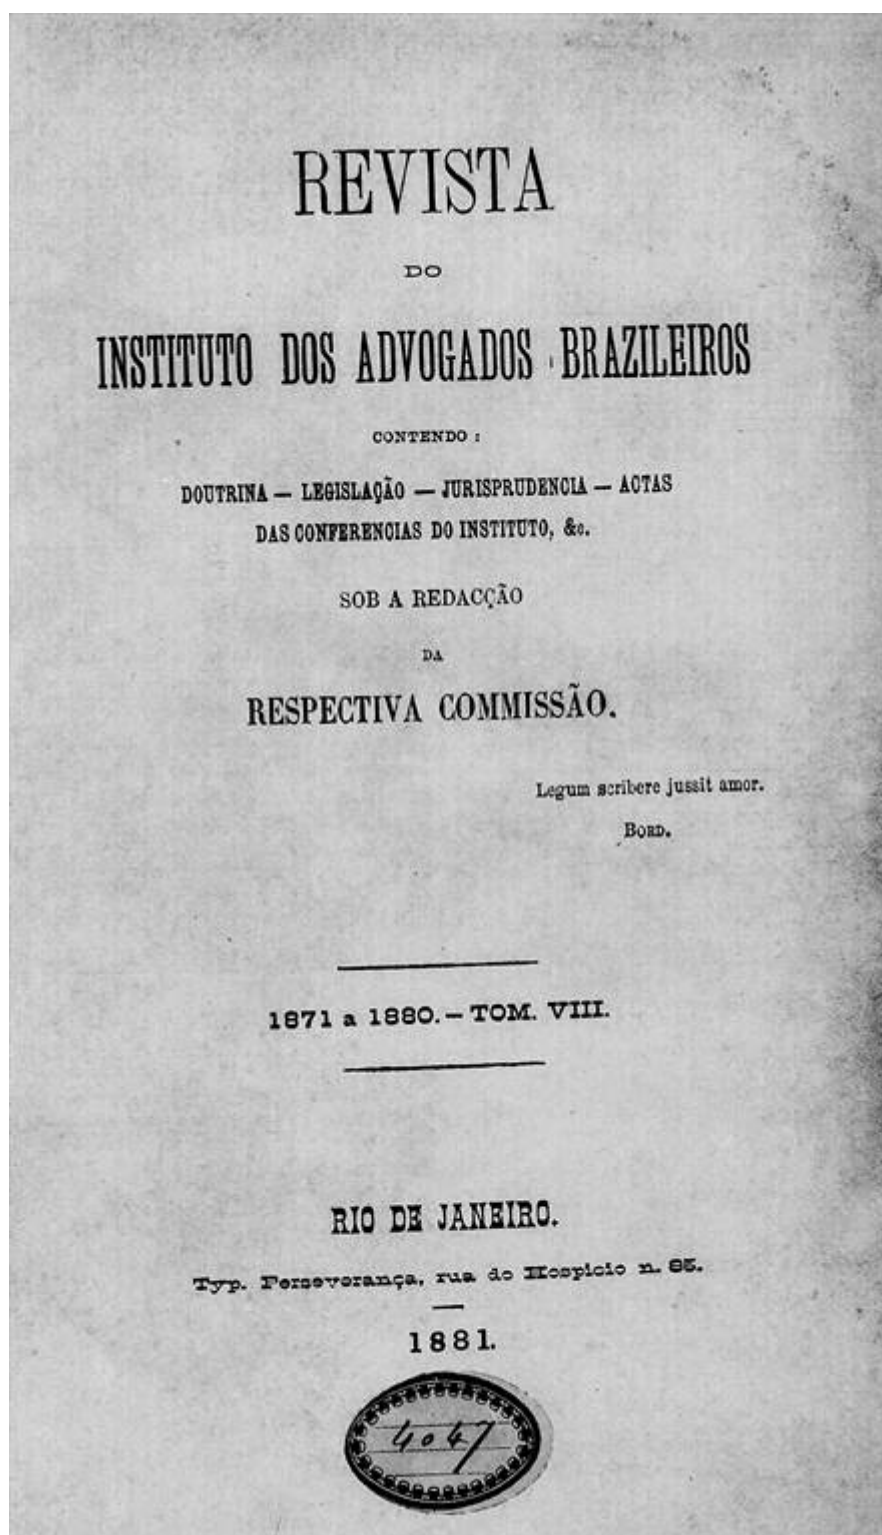 REVISTA
DO
INSTITUTO DOS ADVOGADOS BRAZILEIROS
CONTENDO :
DOUTRINA — LEGISLAÇÃO — JURISPRUDENCIA — ACTAS
DAS CONFERENCIAS DO INSTITUTO, &c.
SOB A REDACÇÃO
DA
RESPECTIVA COMMISSÃO.
Legum scribere jussit amor.
BORD.
1871 a 1880. — TOM. VIII.
RIO DE JANEIRO.
Typ. Perseverança, rua do Hospicio n. 85.
1881.
4047